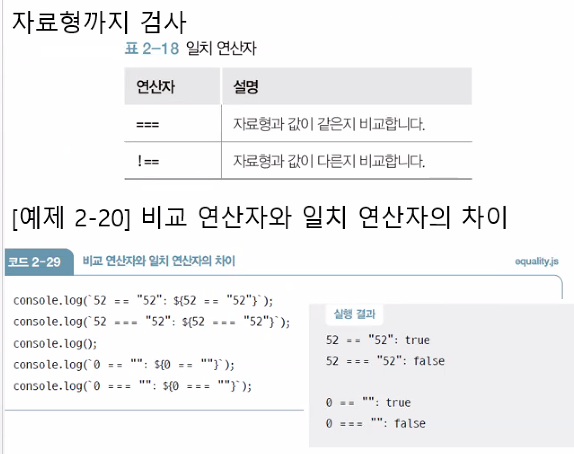 자료형까지 검사
표 2-18 일치 연산자
연산자 설명
=== 자료형과 값이 같은지 비교합니다.
!== 자료형과 값이 다른지 비교합니다.
[예제 2-20] 비교 연산자와 일치 연산자의 차이
코드 2-29 비교 연산자와 일치 연산자의 차이 equality.js
console.log(`52 == "52": ${52 == "52"}`);
console.log(`52 === "52": ${52 === "52"}`);
console.log();
console.log(`0 == "": ${0 == ""}`);
console.log(`0 === "": ${0 === ""}`);
실행 결과
52 == "52": true
52 === "52": false
0 == "": true
0 === "": false